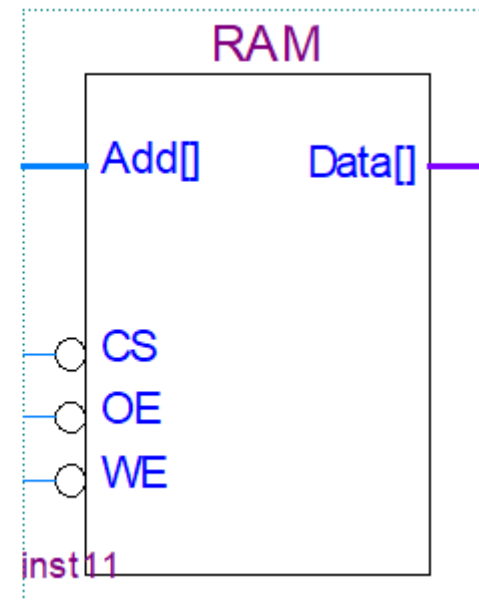 RAM
Add[] Data[]
CS
OE
WE
inst11